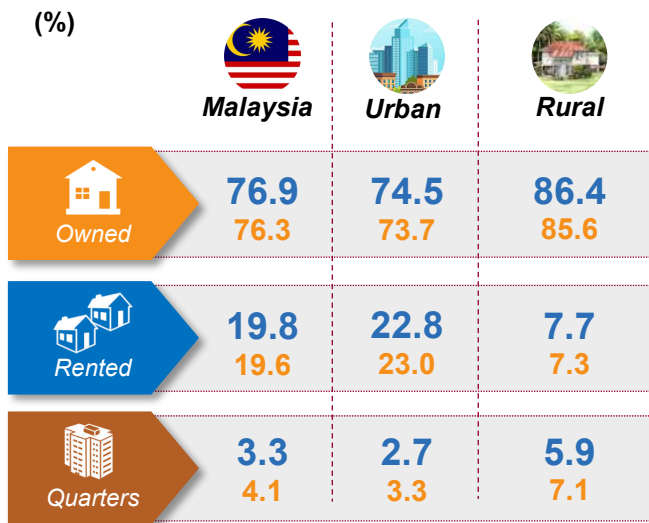 (%)
Malaysia Urban Rural
Owned
76.9 74.5 86.4
76.3 73.7 85.6
Rented
19.8 22.8 7.7
19.6 23.0 7.3
Quarters
3.3 2.7 5.9
4.1 3.3 7.1